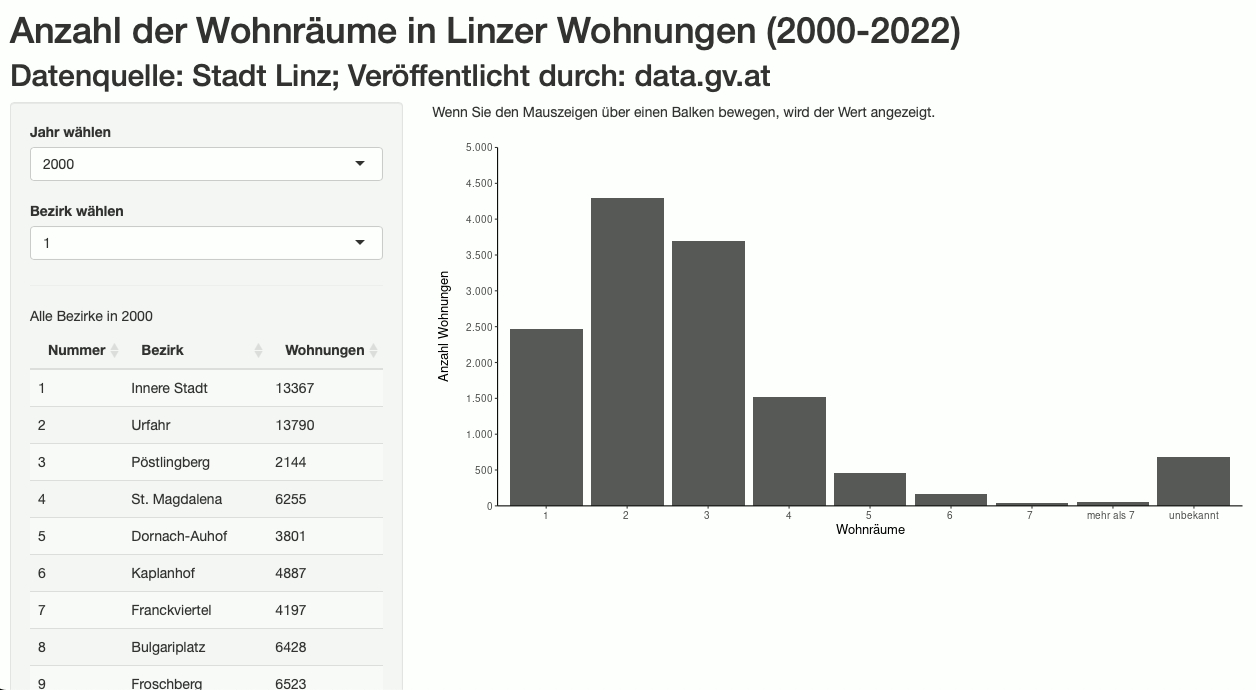 Anzahl der Wohnräume in Linzer Wohnungen (2000-2022)
Datenquelle: Stadt Linz; Veröffentlicht durch: data.gv.at
Jahr wählen
2000
Bezirk wählen
1
Alle Bezirke in 2000
Nummer Bezirk Wohnungen
1 Innere Stadt 13367
2 Urfahr 13790
3 Pöstlingberg 2144
4 St. Magdalena 6255
5 Dornach-Auhof 3801
6 Kaplanhof 4887
7 Franckviertel 4197
8 Bulgariplatz 6428
9 Froschberg 6523
Wenn Sie den Mauszeigen über einen Balken bewegen, wird der Wert angezeigt.
Anzahl Wohnungen
5.000
4.500
4.000
3.500
3.000
2.500
2.000
1.500
1.000
500
0
1 2 3 4 5 6 7 mehr als 7 unbekannt
Wohnräume